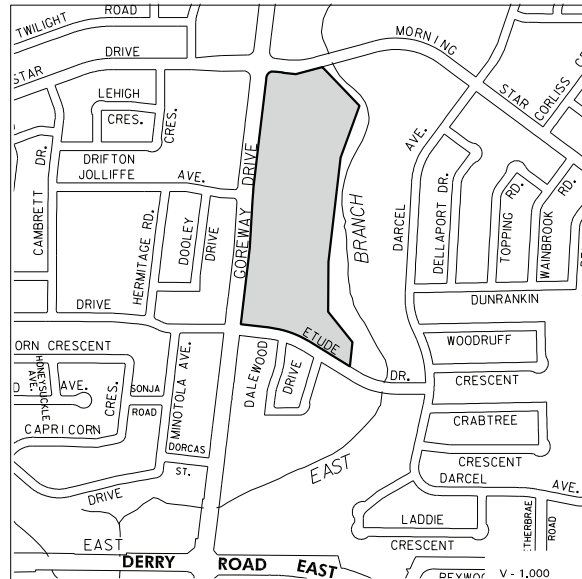 TWILIGHT ROAD
MORNING STAR
STAR DRIVE
LEHIGH
CRES.
CRES.
CORLISS
DRIFTON
JOLLIFFE AVE.
CAMBRETT DR.
HERMITAGE RD.
DOOLEY DRIVE
GOREWAY DRIVE
BRANCH
DARCEL AVE.
DELLAPORT DR.
TOPPING RD.
WAINBROOK RD.
DUNRANKIN
DRIVE
ETUDE DR.
WOODRUFF
CRESCENT
DALEWOOD DRIVE
MINOTOLA AVE.
ORN CRESCENT
HONEYSUCKLE AVE.
AVE.
CRES.
SONJA
ROAD
CAPRICORN
DORCAS
ST.
CRABTREE
CRESCENT
DARCEL AVE.
EAST
DRIVE
LADDIE
CRESCENT
THERBRAE
ROAD
EAST
DERRY ROAD EAST
V - 1,000